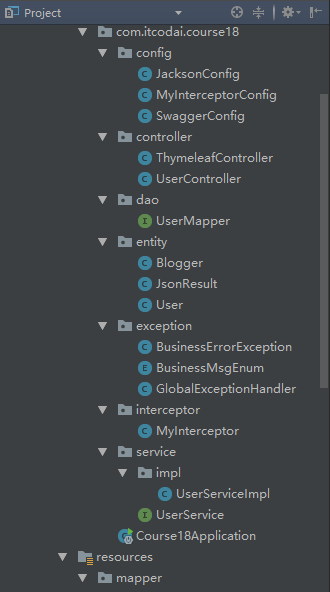 Project
com.itcodai.course18
config
JacksonConfig
MyInterceptorConfig
SwaggerConfig
controller
ThymeleafController
UserController
dao
UserMapper
entity
Blogger
JsonResult
User
exception
BusinessErrorException
BusinessMsgEnum
GlobalExceptionHandler
interceptor
MyInterceptor
service
impl
UserServiceImpl
UserService
Course18Application
resources
mapper